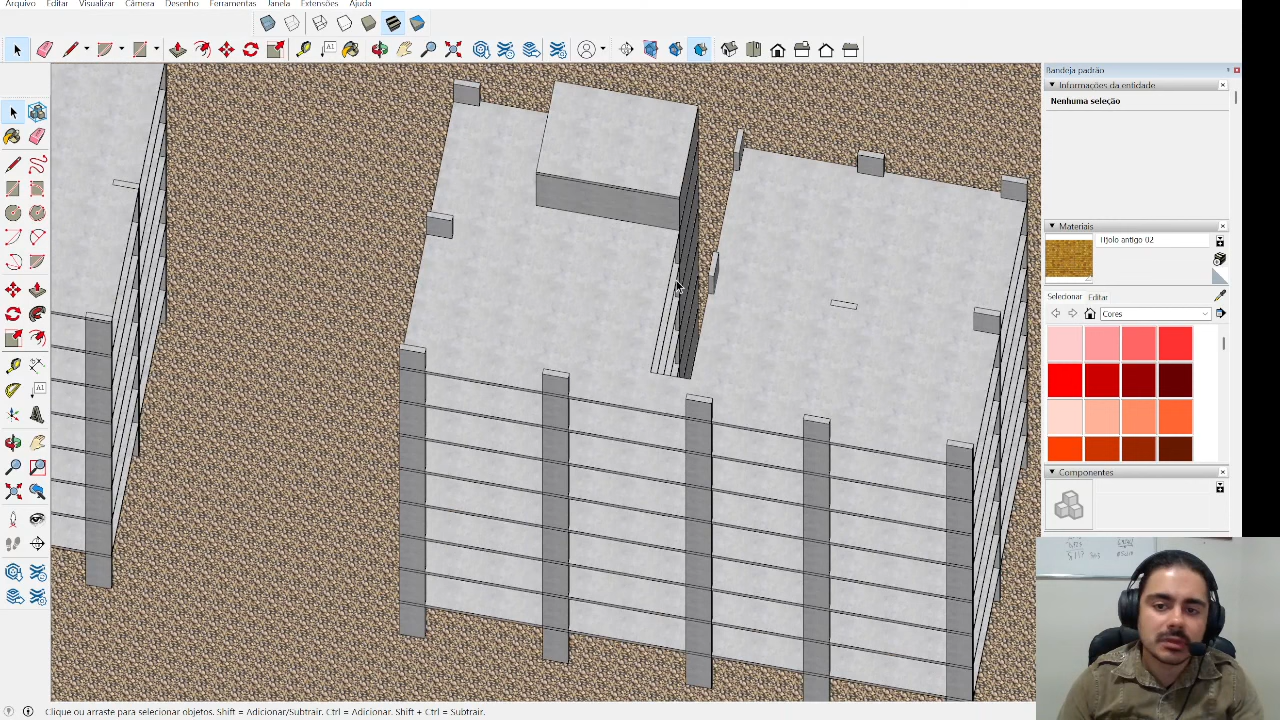 Arquivo Editar Visualizar Câmera Desenho Ferramentas Janela Extensões Ajuda
Bandeja padrão
Informações da entidade
Nenhuma seleção
Materiais
Tijolo antigo 02
Selecionar Editar
Cores
Componentes
Clique ou arraste para selecionar objetos. Shift = Adicionar/Subtrair. Ctrl = Adicionar. Shift + Ctrl = Subtrair.